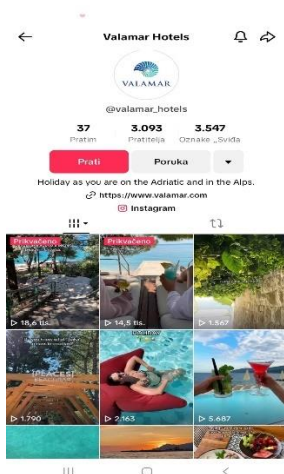 Valamar Hotels
VALAMAR
@valamar_hotels
37 3.093 3.547
Pratim Pratitelja Oznake „Sviđa
Prati Poruka
Holiday as you are on the Adriatic and in the Alps.
https://www.valamar.com
Instagram
Prikvačeno Prikvačeno
18,6 tis. 14,5 tis. 1.567
1.790 2.163 5.687